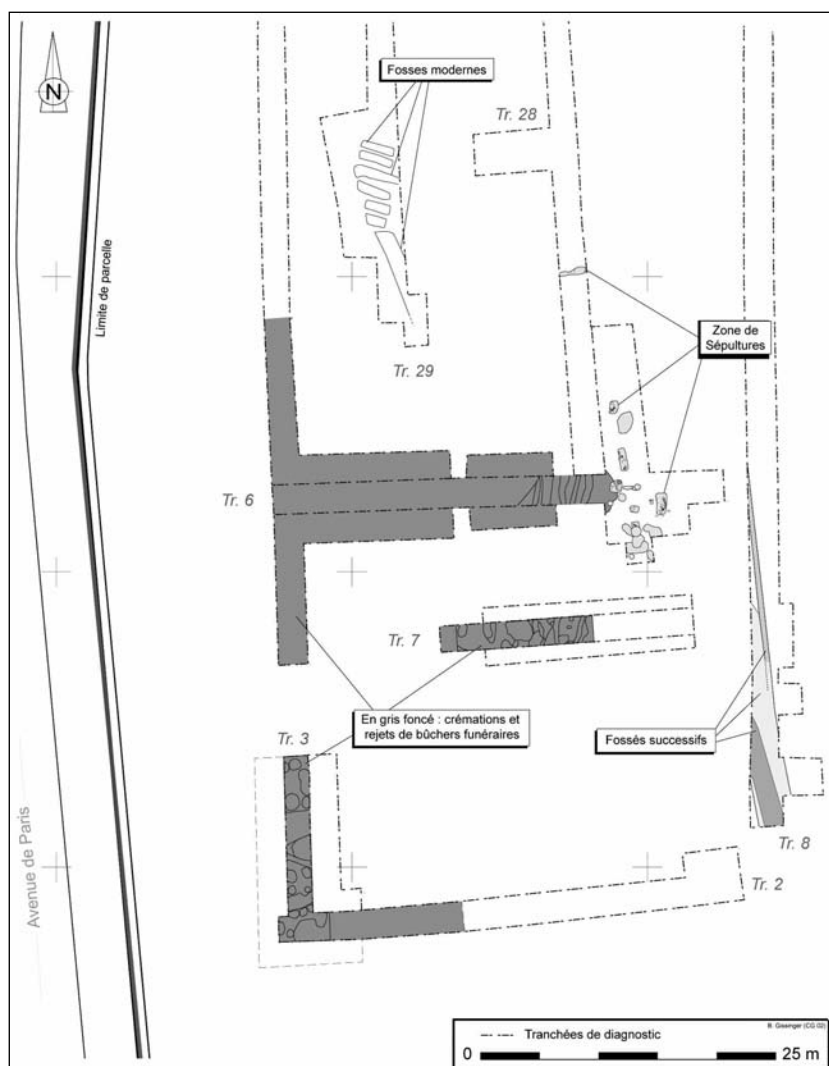 N
Fosses modernes
Tr. 28
Limite de parcelle
Zone de
Sépultures
Tr. 29
Tr. 6
Tr. 7
En gris foncé : crémations et
rejets de bûchers funéraires
Tr. 3
Fossés successifs
Avenue de Paris
Tr. 8
Tr. 2
B. Gissinger (CG 02)
Tranchées de diagnostic
0 25 m